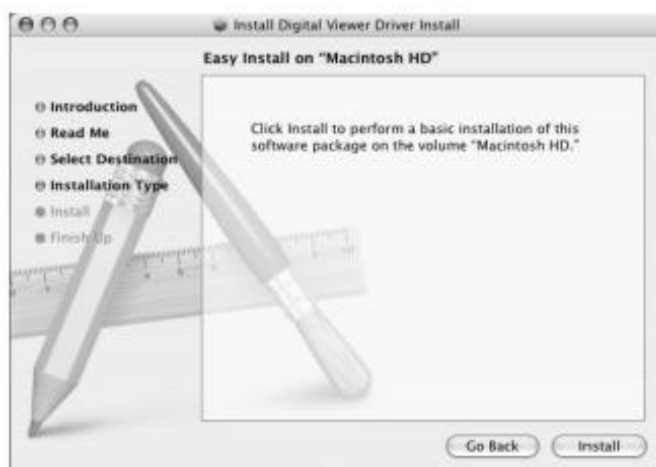 Install Digital Viewer Driver Install
Easy Install on “Macintosh HD”
Introduction
Read Me
Select Destination
Installation Type
Install
Finish Up
Click Install to perform a basic installation of this
software package on the volume “Macintosh HD.”
Go Back
Install